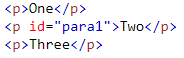 <p>One</p>
<p id="para1">Two</p>
<p>Three</p>